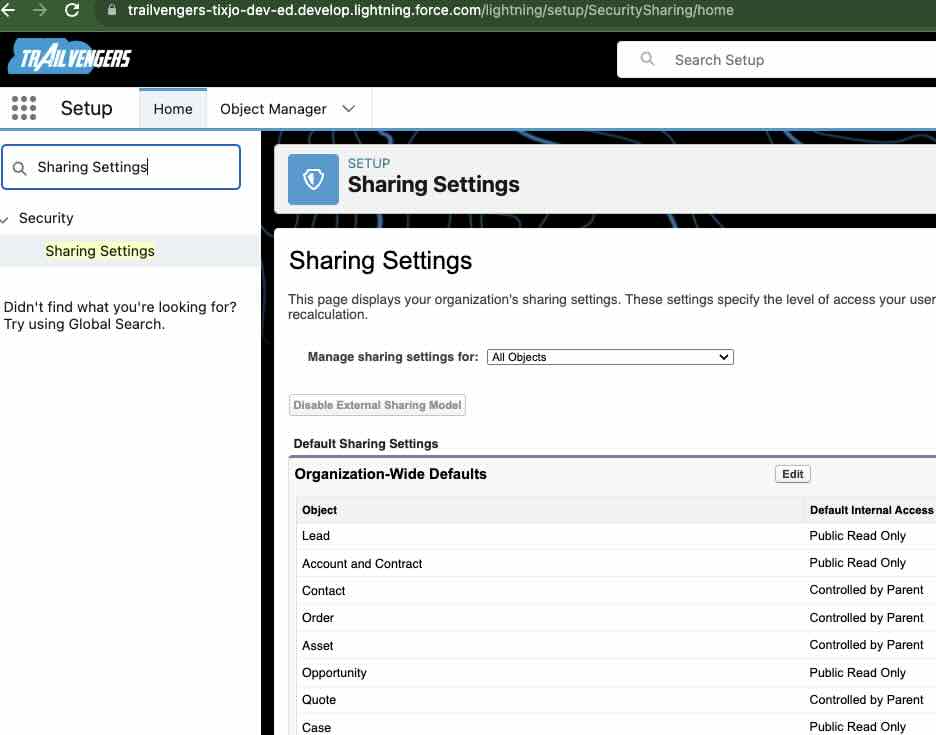 trailvengers-tixjo-dev-ed.develop.lightning.force.com/lightning/setup/SecuritySharing/home
TRAILVENGERS
Search Setup
Setup
Home
Object Manager
Sharing Settings
Security
Sharing Settings
Didn't find what you're looking for?
Try using Global Search.
SETUP
Sharing Settings
Sharing Settings
This page displays your organization's sharing settings. These settings specify the level of access your user
recalculation.
Manage sharing settings for: All Objects
Disable External Sharing Model
Default Sharing Settings
Organization-Wide Defaults Edit
Object Default Internal Access
Lead Public Read Only
Account and Contract Public Read Only
Contact Controlled by Parent
Order Controlled by Parent
Asset Controlled by Parent
Opportunity Public Read Only
Quote Controlled by Parent
Case Public Read Only